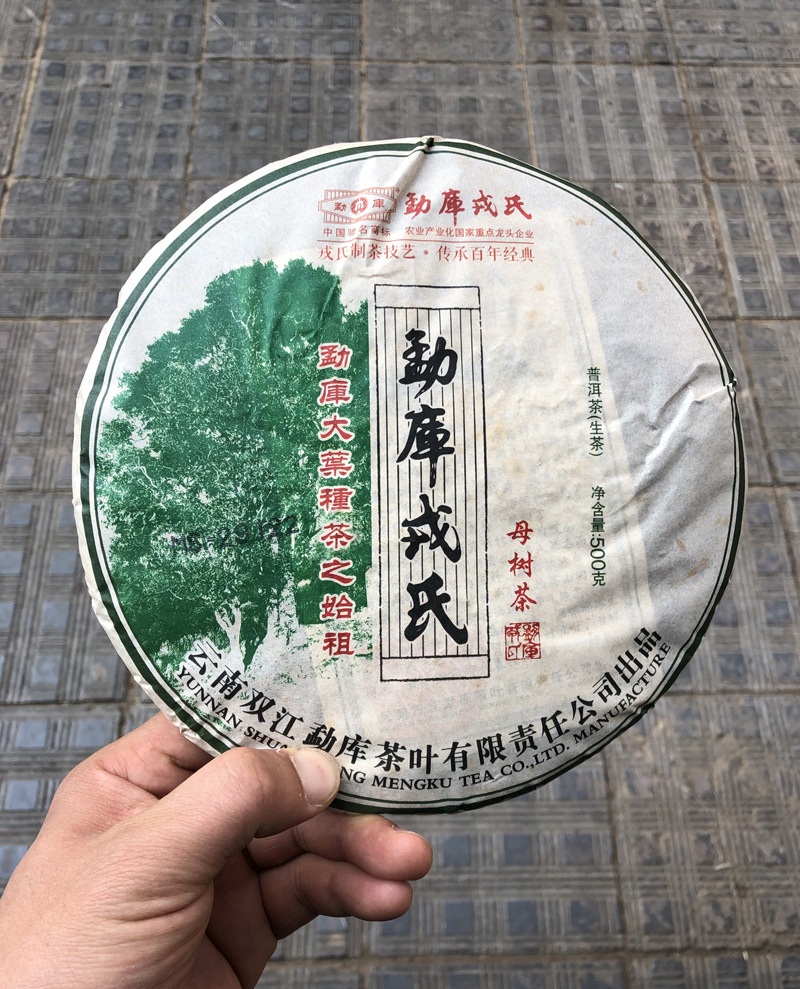 勐库 勐库戎氏
中国驰名商标 农业产业化国家重点龙头企业
戎氏制茶技艺·传承百年经典
勐庫戎氏
勐庫大葉種茶之始祖
普洱茶(生茶) 净含量:500克
母树茶
云南双江勐库茶叶有限责任公司出品
YUNNAN SHU NG MENGKU TEA CO.,LTD. MANUFACTURE